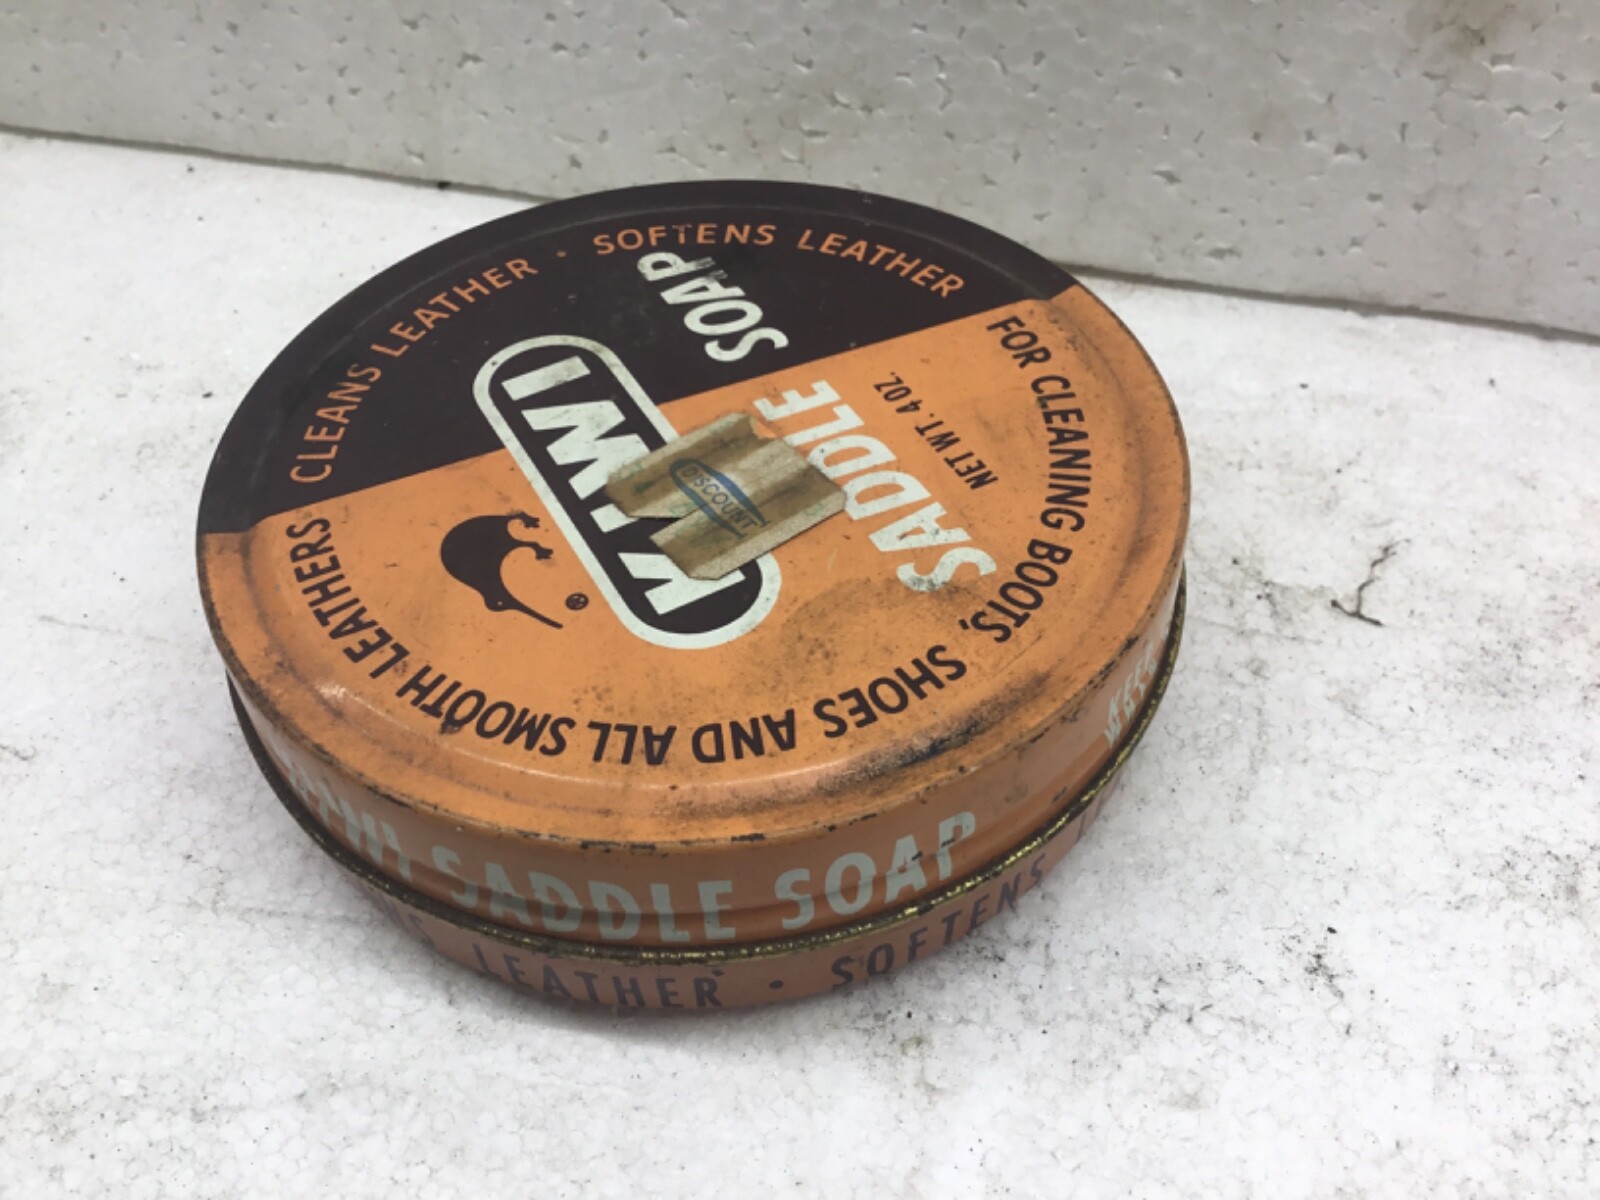 CLEANS LEATHER · SOFTENS LEATHER
KIWI
®
SADDLE
SOAP
NET WT. 4 OZ.
DISCOUNT
FOR CLEANING BOOTS, SHOES AND ALL SMOOTH LEATHERS
SADDLE SOAP
LEATHER · SOFTENS